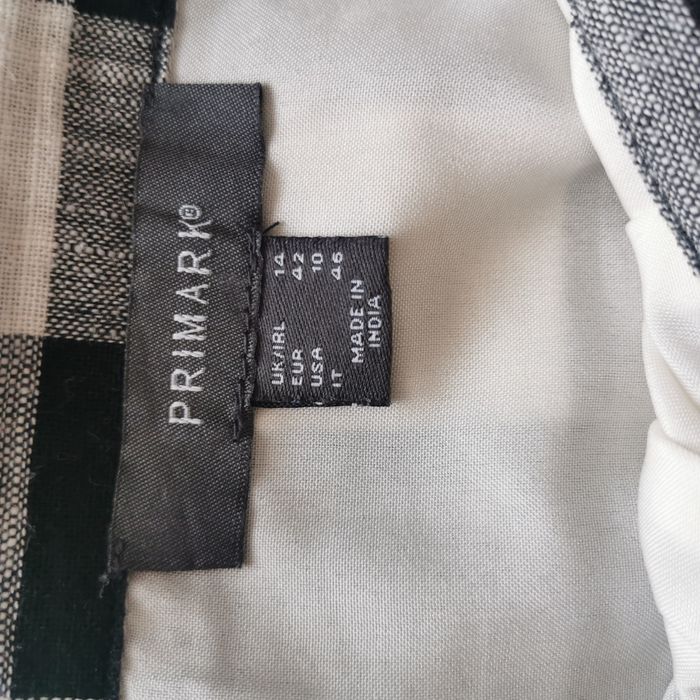 PRIMARK®
UK/IRL 14
EUR 42
USA 10
IT 46
MADE IN
INDIA